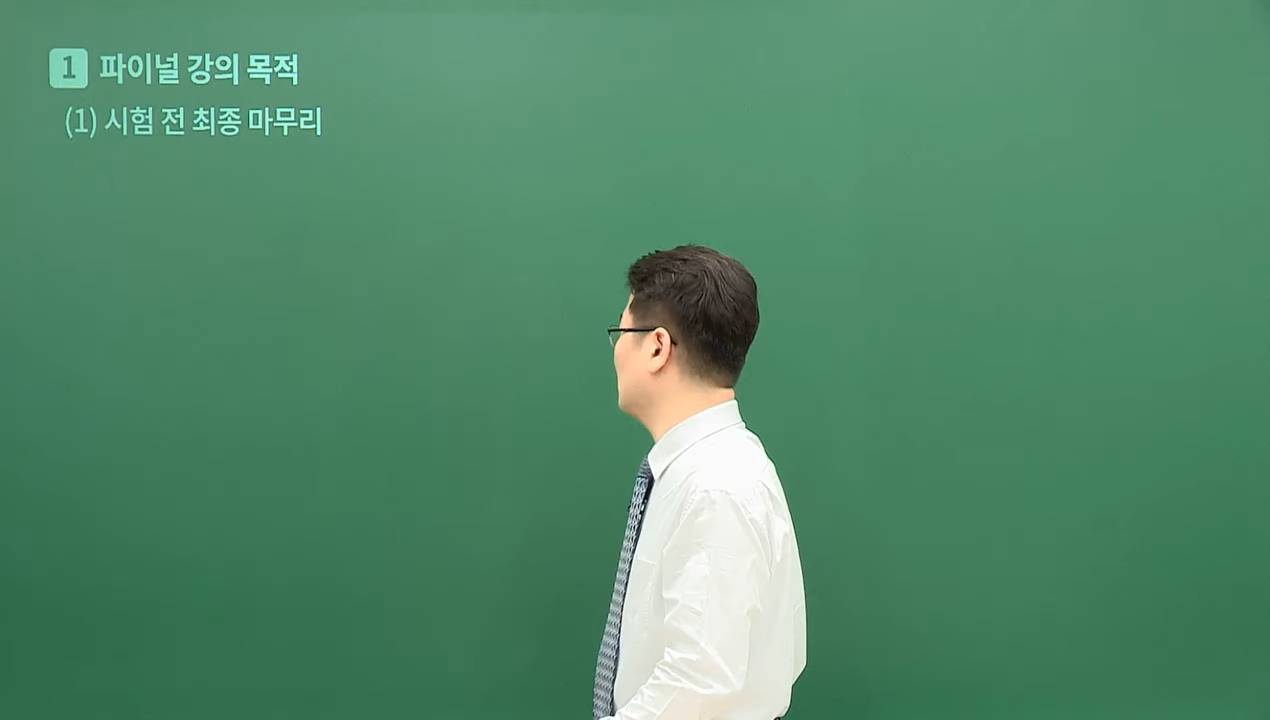 1 파이널 강의 목적
(1) 시험 전 최종 마무리